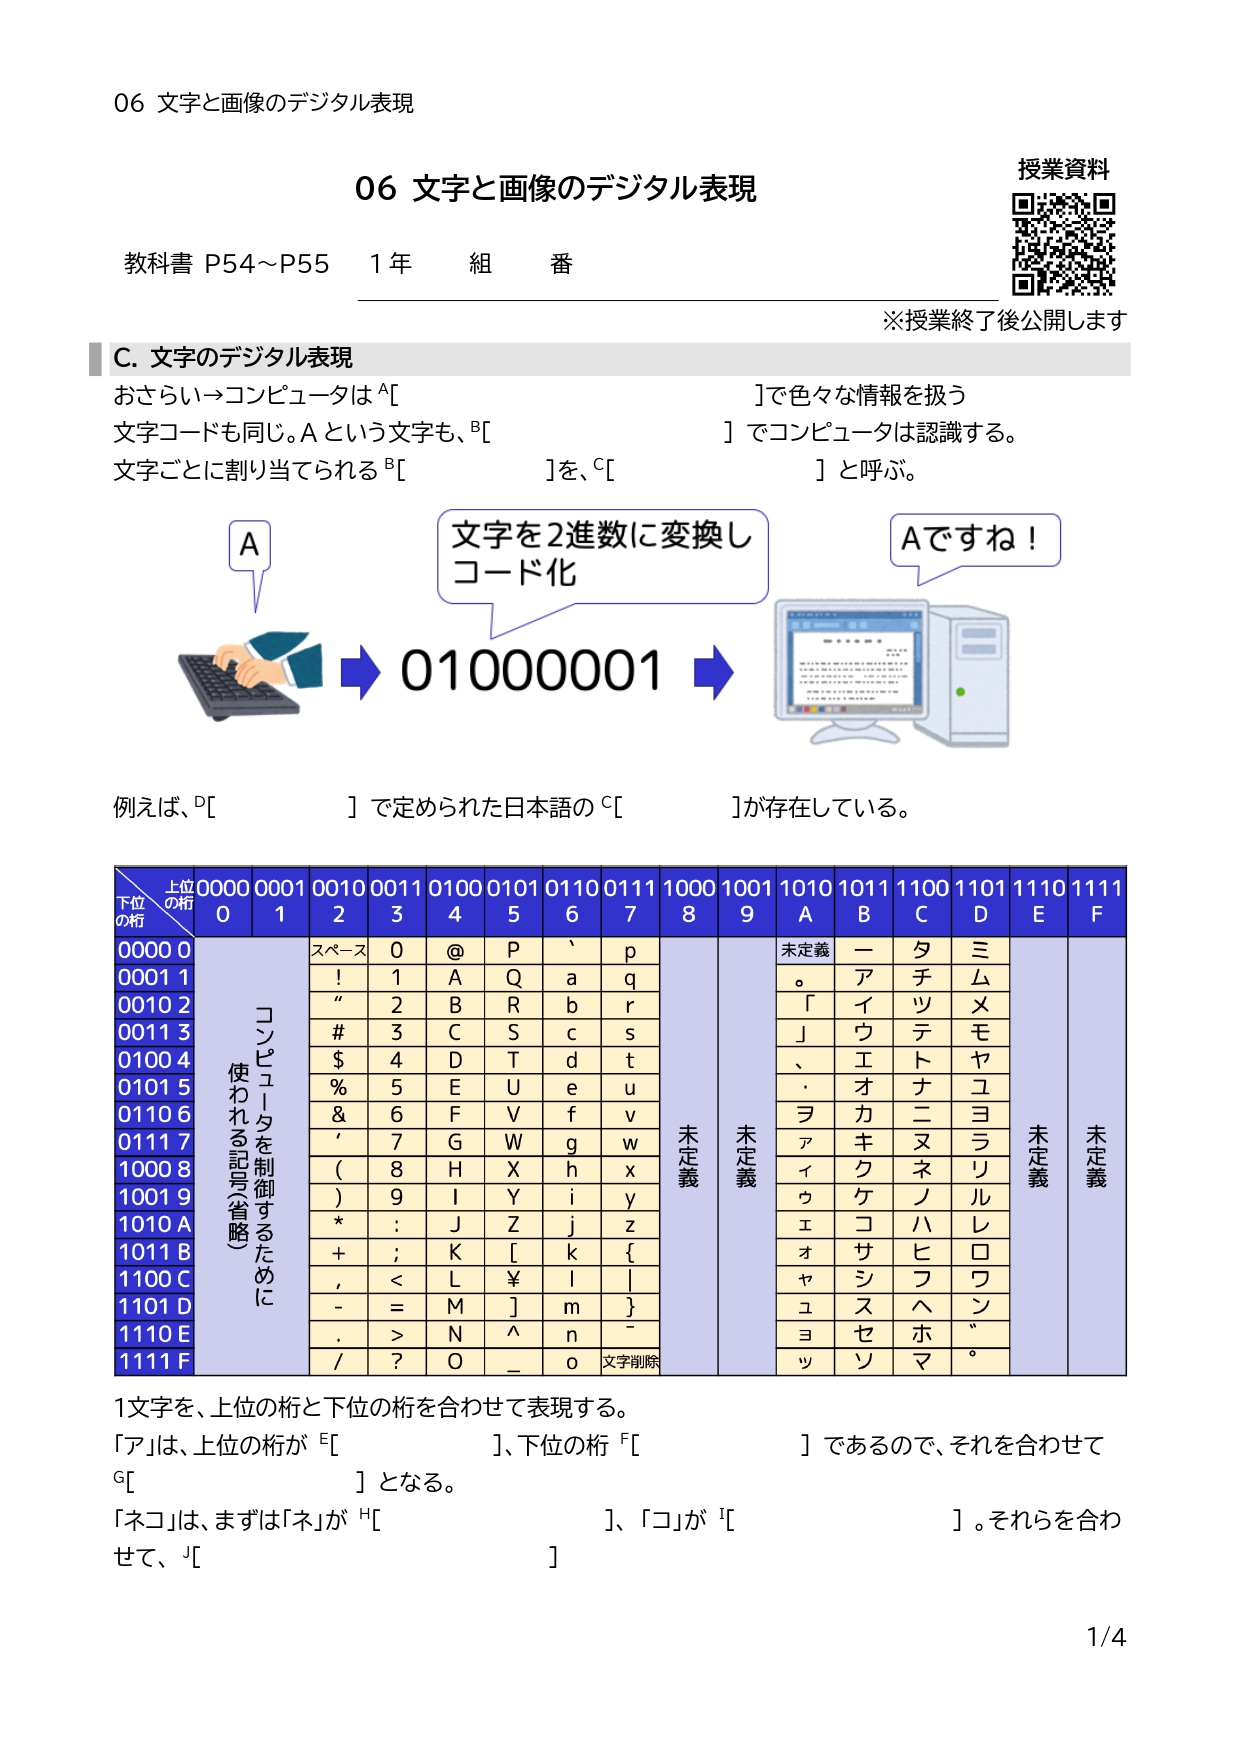 06 文字と画像のデジタル表現
06 文字と画像のデジタル表現
授業資料
教科書 P54～P55 1年 組 番
※授業終了後公開します
C. 文字のデジタル表現
おさらい→コンピュータは A[ ]で色々な情報を扱う
文字コードも同じ。A という文字も、B[ ] でコンピュータは認識する。
文字ごとに割り当てられる B[ ]を、C[ ] と呼ぶ。
A
文字を2進数に変換し
コード化
Aですね！
01000001
例えば、D[ ] で定められた日本語の C[ ]が存在している。
下位の桁 上位の桁 0000 0 0001 1 0010 2 0011 3 0100 4 0101 5 0110 6 0111 7 1000 8 1001 9 1010 A 1011 B 1100 C 1101 D 1110 E 1111 F
コンピュータを制御するために
使われる記号（省略）
未定義 未定義 未定義 未定義
0000 0 スペース 0 @ P ` p 未定義 ー タ ミ
0001 1 ! 1 A Q a q 。 ア チ ム
0010 2 “ 2 B R b r 「 イ ツ メ
0011 3 # 3 C S c s 」 ウ テ モ
0100 4 $ 4 D T d t 、 エ ト ヤ
0101 5 % 5 E U e u ・ オ ナ ユ
0110 6 & 6 F V f v ヲ カ ニ ヨ
0111 7 ‘ 7 G W g w ァ キ ヌ ラ
1000 8 ( 8 H X h x ィ ク ネ リ
1001 9 ) 9 I Y i y ゥ ケ ノ ル
1010 A * : J Z j z ェ コ ハ レ
1011 B + ; K [ k { ォ サ ヒ ロ
1100 C , < L ¥ l | ャ シ フ ワ
1101 D - = M ] m } ュ ス ヘ ン
1110 E . > N ^ n ‾ ョ セ ホ ゛
1111 F / ? O _ o 文字削除 ッ ソ マ ゜
1文字を、上位の桁と下位の桁を合わせて表現する。
「ア」は、上位の桁が E[ ]、下位の桁 F[ ] であるので、それを合わせて
G[ ] となる。
「ネコ」は、まずは「ネ」が H[ ]、「コ」が I[ ] 。それらを合わ
せて、 J[ ]
1/4